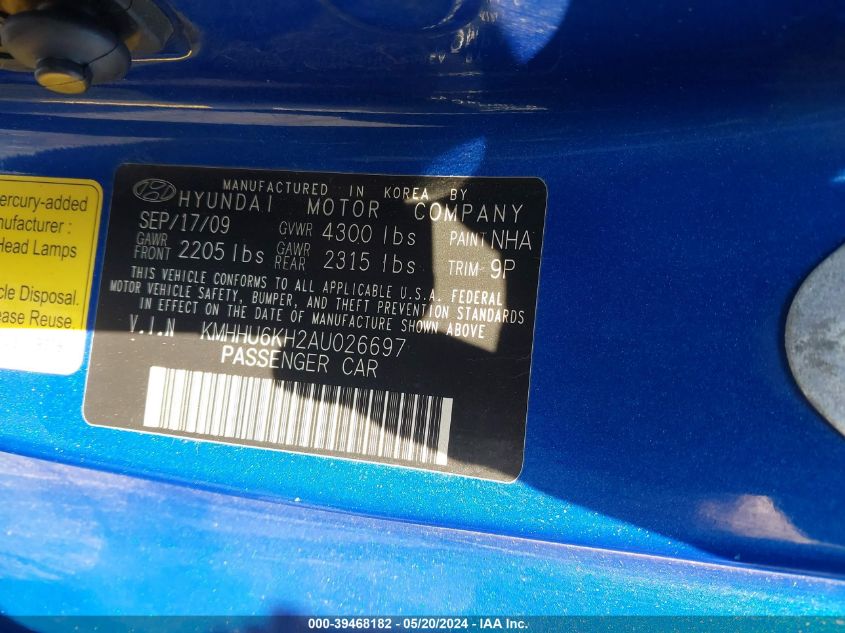 ercury-added
nufacturer :
Head Lamps
cle Disposal.
ease Reuse.
MANUFACTURED IN KOREA BY
HYUNDAI MOTOR COMPANY
SEP/17/09 GVWR 4300 lbs PAINT NHA
GAWR FRONT 2205 lbs GAWR REAR 2315 lbs TRIM 9P
THIS VEHICLE CONFORMS TO ALL APPLICABLE U.S.A. FEDERAL
MOTOR VEHICLE SAFETY, BUMPER, AND THEFT PREVENTION STANDARDS
IN EFFECT ON THE DATE OF MANUFACTURE SHOWN ABOVE
V.I.N KMHHU6KH2AU026697
PASSENGER CAR
000-39468182 - 05/20/2024 - IAA Inc.